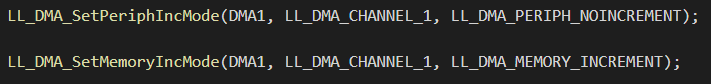 LL_DMA_SetPeriphIncMode(DMA1, LL_DMA_CHANNEL_1, LL_DMA_PERIPH_NOINCREMENT);
LL_DMA_SetMemoryIncMode(DMA1, LL_DMA_CHANNEL_1, LL_DMA_MEMORY_INCREMENT);